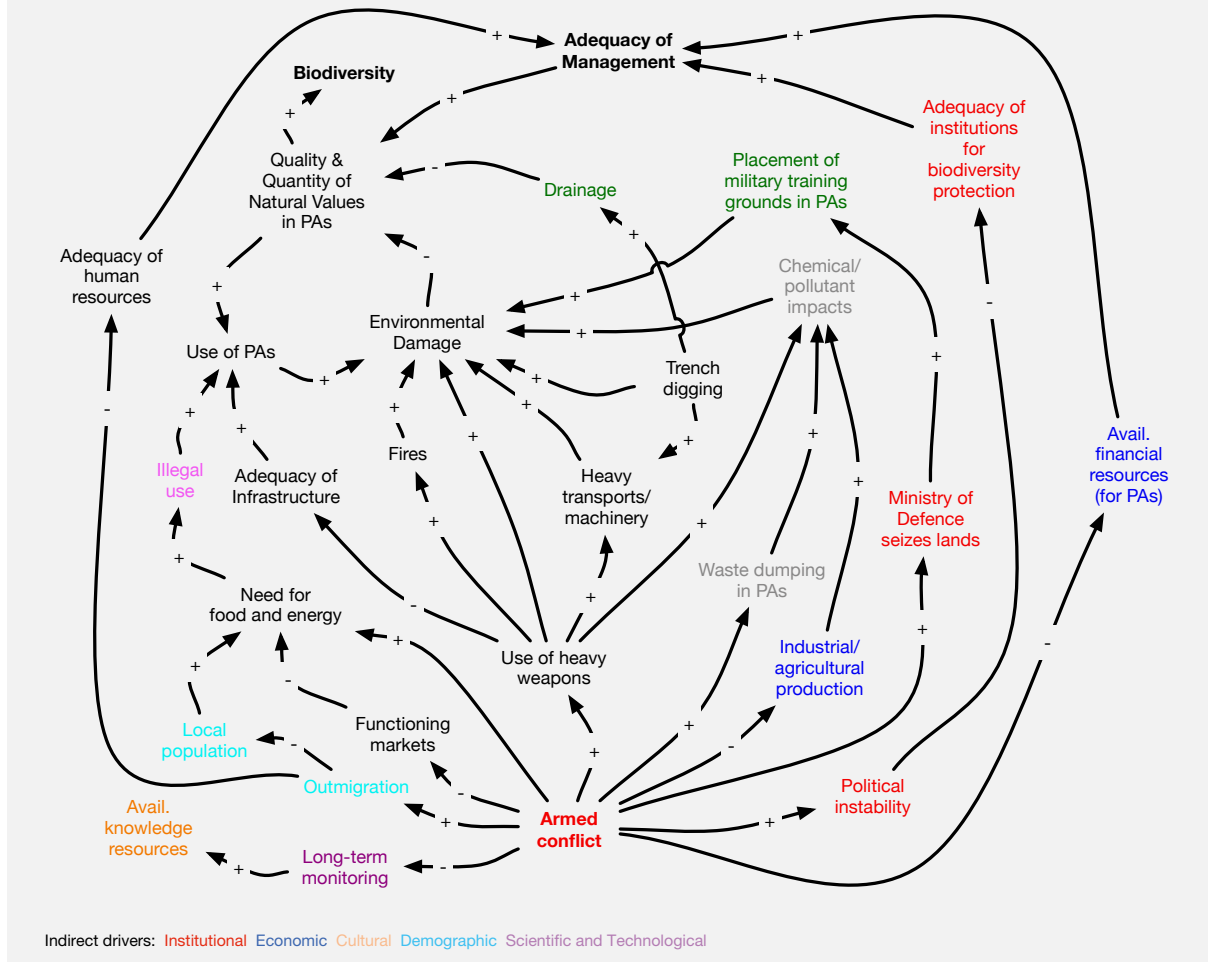 Adequacy of
Management
Biodiversity
Adequacy of
institutions
for
biodiversity
protection
Quality &
Quantity of
Natural Values
in PAs
Drainage
Placement of
military training
grounds in PAs
Adequacy of
human
resources
Chemical/
pollutant
impacts
Environmental
Damage
Use of PAs
Trench
digging
Avail.
financial
resources
(for PAs)
Illegal
use
Adequacy of
Infrastructure
Fires
Heavy
transports/
machinery
Ministry of
Defence
seizes lands
Waste dumping
in PAs
Need for
food and energy
Use of heavy
weapons
Industrial/
agricultural
production
Local
population
Functioning
markets
Outmigration
Political
instability
Avail.
knowledge
resources
Armed
conflict
Long-term
monitoring
+
+
+
+
+
-
+
-
+
+
-
+
+
+
-
+
+
+
+
+
+
+
+
+
+
-
+
+
+
-
+
+
+
-
+
-
-
+
-
-
+
+
-
+
Indirect drivers: Institutional Economic Cultural Demographic Scientific and Technological